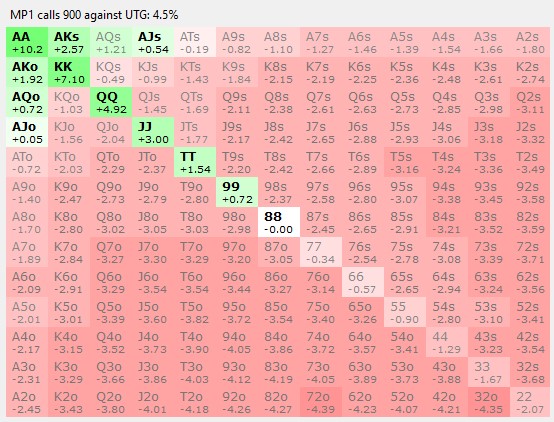 MP1 calls 900 against UTG: 4.5%
AA AKs AQs AJs ATs A9s A8s A7s A6s A5s A4s A3s A2s
+10.2 +2.57 +1.21 +0.54 -0.19 -0.82 -1.10 -1.27 -1.46 -1.39 -1.54 -1.66 -1.80
AKo KK KQs KJs KTs K9s K8s K7s K6s K5s K4s K3s K2s
+1.92 +7.10 -0.49 -0.99 -1.43 -1.84 -2.15 -2.19 -2.25 -2.36 -2.48 -2.61 -2.74
AQo KQo QQ QJs QTs Q9s Q8s Q7s Q6s Q5s Q4s Q3s Q2s
+0.72 -1.03 +4.92 -1.45 -1.69 -2.11 -2.38 -2.61 -2.63 -2.73 -2.85 -2.98 -3.11
AJo KJo QJo JJ JTs J9s J8s J7s J6s J5s J4s J3s J2s
+0.05 -1.56 -2.04 +3.00 -1.77 -2.17 -2.42 -2.65 -2.88 -2.93 -3.06 -3.18 -3.32
ATo KTo QTo JTo TT T9s T8s T7s T6s T5s T4s T3s T2s
-0.72 -2.03 -2.29 -2.37 +1.54 -2.20 -2.42 -2.66 -2.89 -3.16 -3.24 -3.36 -3.49
A9o K9o Q9o J9o T9o 99 98s 97s 96s 95s 94s 93s 92s
-1.40 -2.47 -2.73 -2.79 -2.80 +0.72 -2.37 -2.58 -2.80 -3.07 -3.38 -3.45 -3.58
A8o K8o Q8o J8o T8o 98o 88 87s 86s 85s 84s 83s 82s
-1.70 -2.80 -3.02 -3.05 -3.03 -2.98 -0.00 -2.45 -2.65 -2.91 -3.21 -3.52 -3.59
A7o K7o Q7o J7o T7o 97o 87o 77 76s 75s 74s 73s 72s
-1.89 -2.84 -3.27 -3.30 -3.29 -3.20 -3.05 -0.34 -2.54 -2.78 -3.08 -3.39 -3.71
A6o K6o Q6o J6o T6o 96o 86o 76o 66 65s 64s 63s 62s
-2.09 -2.91 -3.29 -3.54 -3.54 -3.44 -3.27 -3.14 -0.57 -2.65 -2.94 -3.24 -3.56
A5o K5o Q5o J5o T5o 95o 85o 75o 65o 55 54s 53s 52s
-2.01 -3.01 -3.39 -3.60 -3.82 -3.72 -3.54 -3.40 -3.26 -0.90 -2.80 -3.10 -3.41
A4o K4o Q4o J4o T4o 94o 84o 74o 64o 54o 44 43s 42s
-2.17 -3.15 -3.52 -3.73 -3.90 -4.05 -3.86 -3.72 -3.57 -3.41 -1.29 -3.23 -3.54
A3o K3o Q3o J3o T3o 93o 83o 73o 63o 53o 43o 33 32s
-2.31 -3.29 -3.66 -3.86 -4.03 -4.12 -4.19 -4.05 -3.89 -3.73 -3.88 -1.67 -3.68
A2o K2o Q2o J2o T2o 92o 82o 72o 62o 52o 42o 32o 22
-2.45 -3.43 -3.80 -4.01 -4.18 -4.26 -4.27 -4.39 -4.23 -4.07 -4.21 -4.35 -2.07